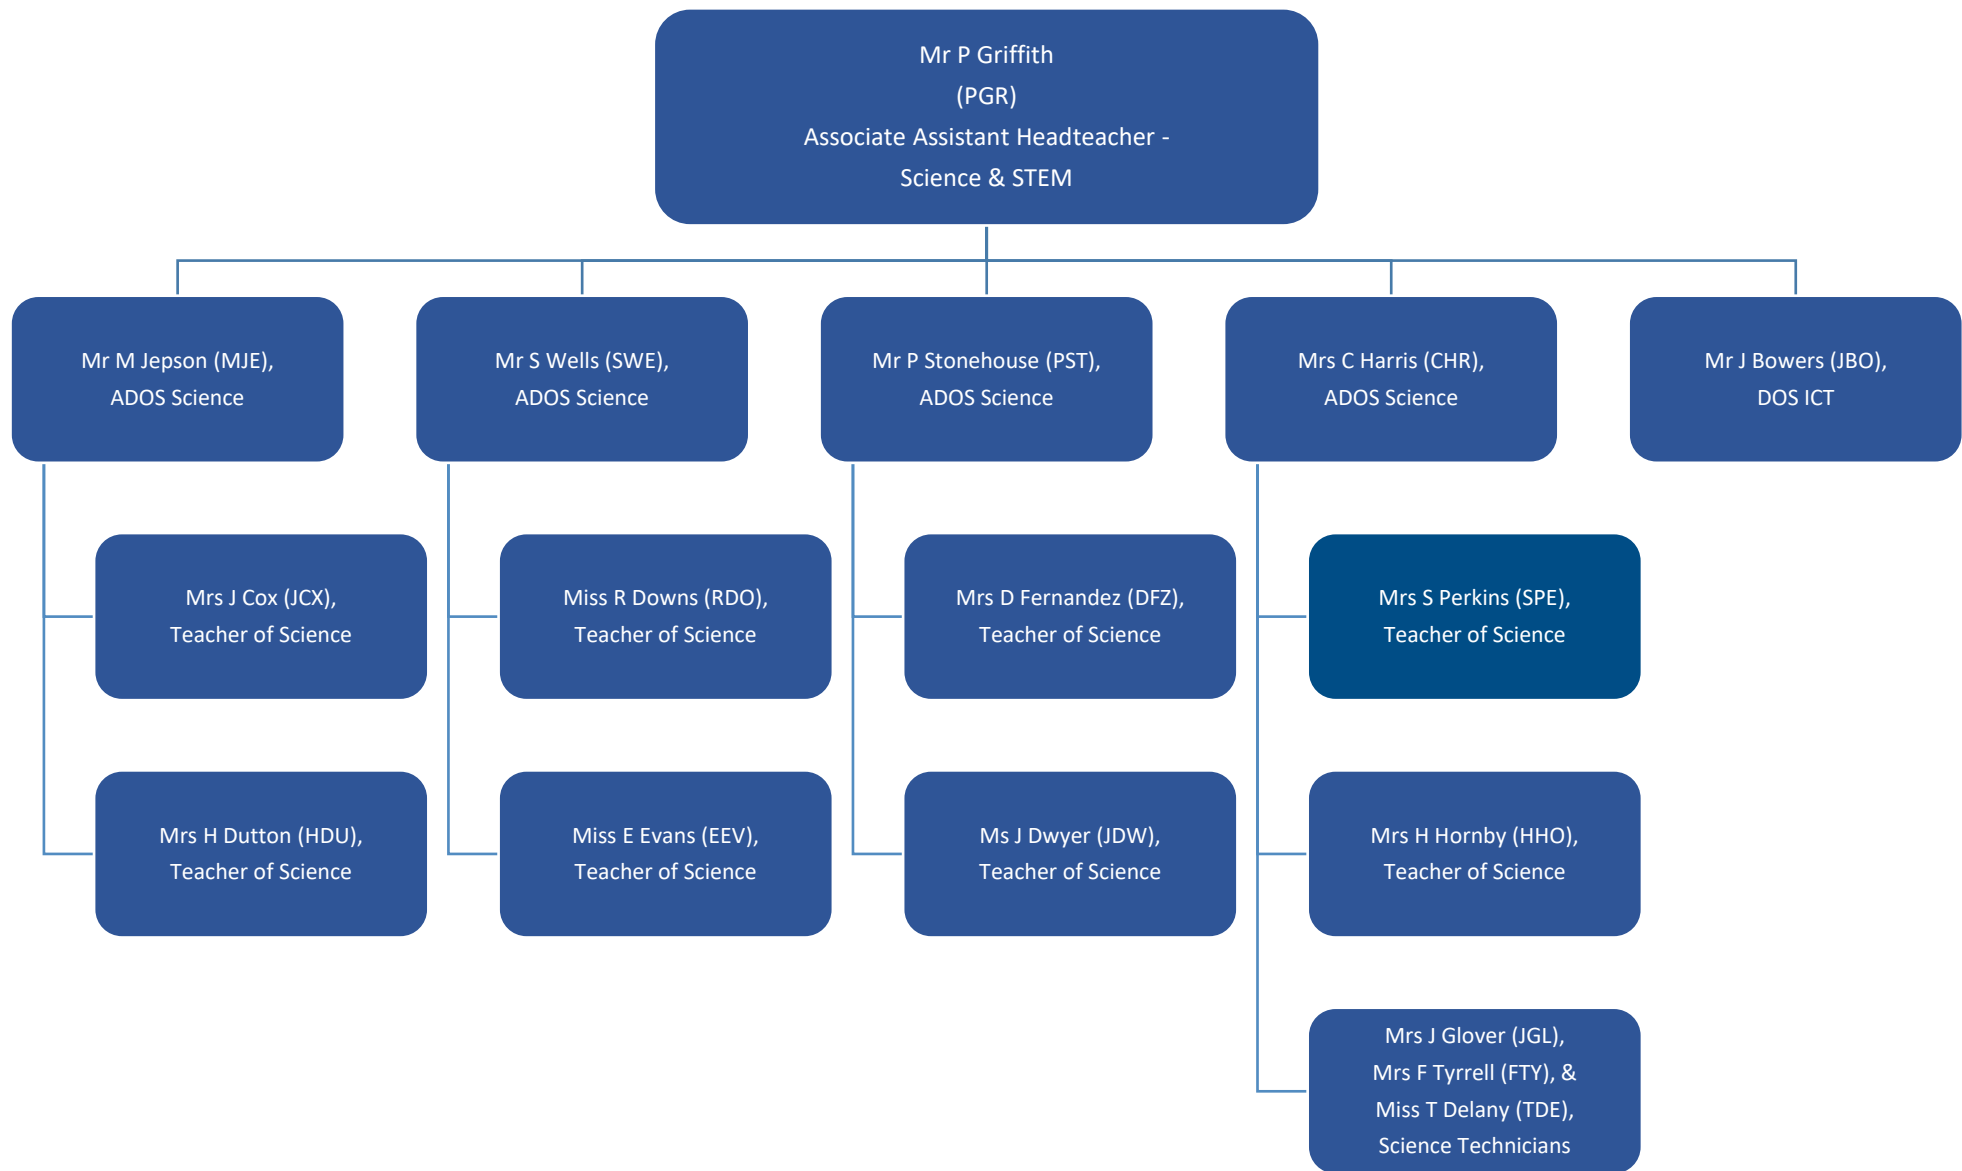 Mr P Griffith
(PGR)
Associate Assistant Headteacher -
Science & STEM
Mr M Jepson (MJE),
ADOS Science
Mr S Wells (SWE),
ADOS Science
Mr P Stonehouse (PST),
ADOS Science
Mrs C Harris (CHR),
ADOS Science
Mr J Bowers (JBO),
DOS ICT
Mrs J Cox (JCX),
Teacher of Science
Miss R Downs (RDO),
Teacher of Science
Mrs D Fernandez (DFZ),
Teacher of Science
Mrs S Perkins (SPE),
Teacher of Science
Mrs H Dutton (HDU),
Teacher of Science
Miss E Evans (EEV),
Teacher of Science
Ms J Dwyer (JDW),
Teacher of Science
Mrs H Hornby (HHO),
Teacher of Science
Mrs J Glover (JGL),
Mrs F Tyrrell (FTY), &
Miss T Delany (TDE),
Science Technicians